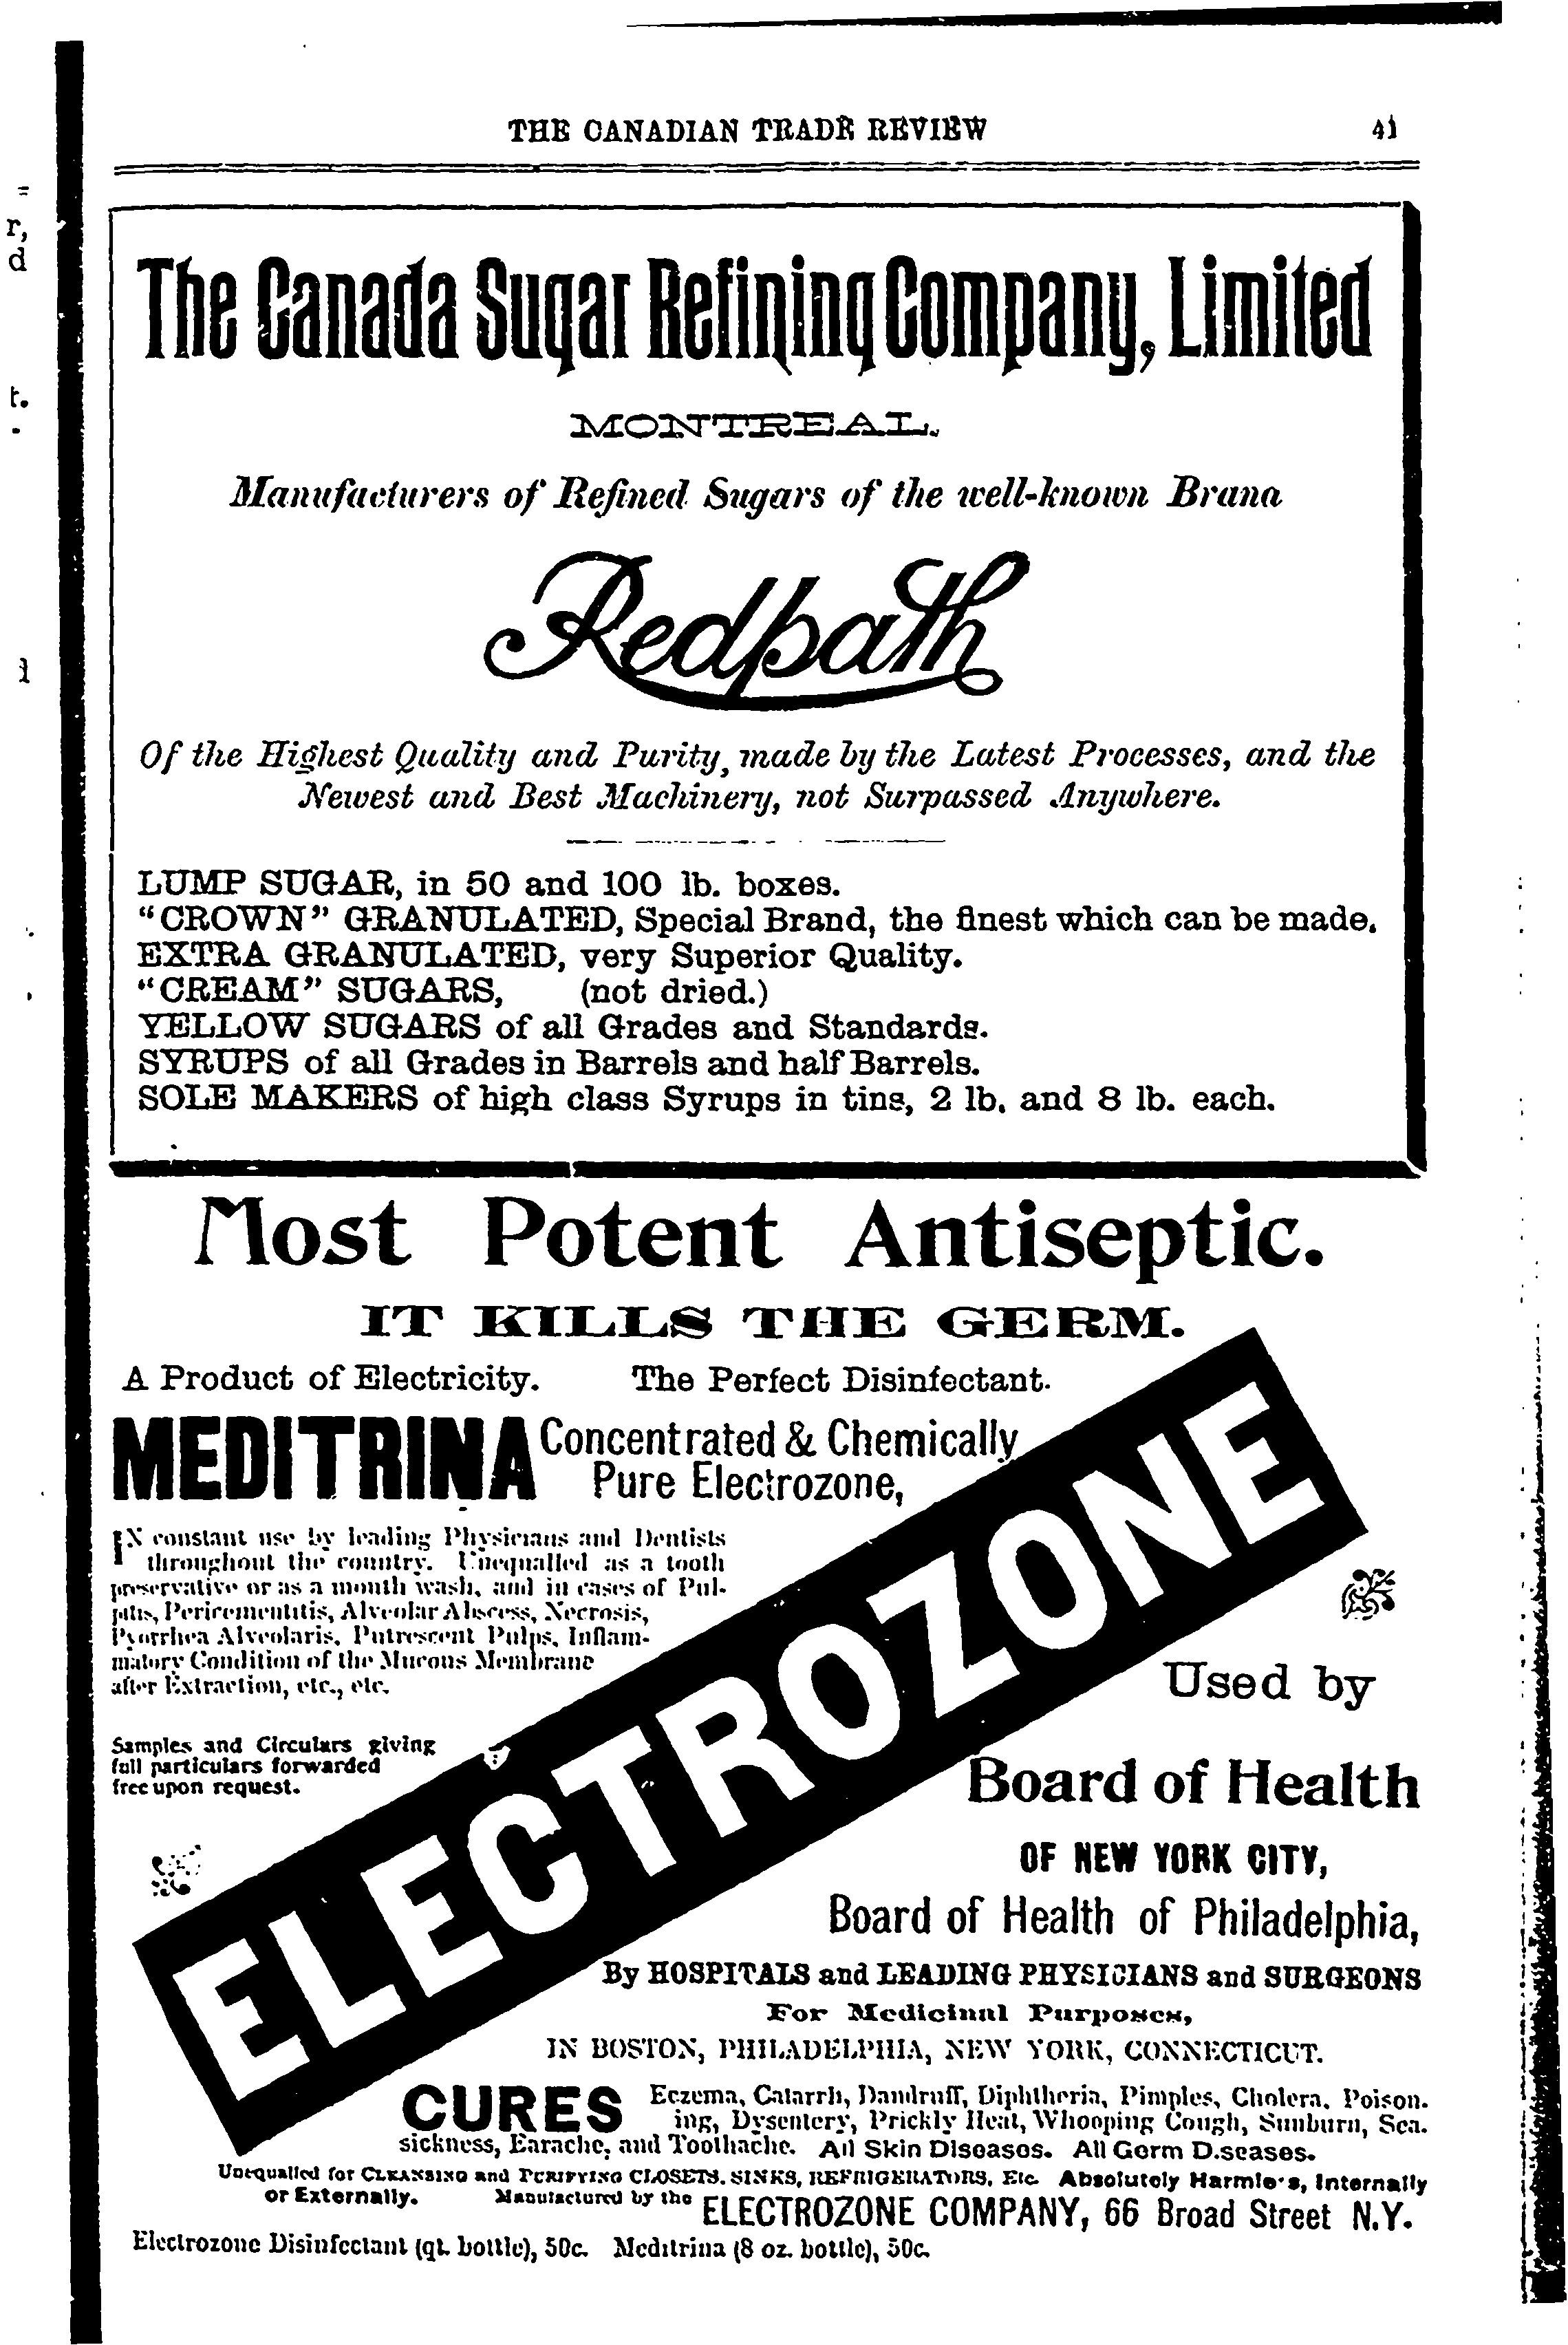 THE CANADIAN TRADE REVIEW 41
The Canada Sugar Refining Company, Limited
MONTREAL.
Manufacturers of Refined Sugars of the well-known Brand
Redpath
Of the Highest Quality and Purity, made by the Latest Processes, and the
Newest and Best Machinery, not Surpassed Anywhere.
LUMP SUGAR, in 50 and 100 lb. boxes.
"CROWN" GRANULATED, Special Brand, the finest which can be made.
EXTRA GRANULATED, very Superior Quality.
"CREAM" SUGARS, (not dried.)
YELLOW SUGARS of all Grades and Standards.
SYRUPS of all Grades in Barrels and half Barrels.
SOLE MAKERS of high class Syrups in tins, 2 lb. and 8 lb. each.
Most Potent Antiseptic.
IT KILLS THE GERM.
A Product of Electricity. The Perfect Disinfectant.
MEDITRINA Concentrated & Chemically
Pure Electrozone,
IN constant use by leading Physicians and Dentists
throughout the country. Unequalled as a tooth
preservative or as a mouth wash, and in cases of Pul-
pitis, Pericementitis, Alveolar Abscess, Necrosis,
Pyorrhea Alveolaris, Putrescent Pulps, Inflam-
matory Condition of the Mucous Membrane
after Extraction, etc., etc.
Samples and Circulars giving
full particulars forwarded
free upon request.
ELECTROZONE
Used by
Board of Health
OF NEW YORK CITY,
Board of Health of Philadelphia,
By HOSPITALS and LEADING PHYSICIANS and SURGEONS
For Medicinal Purposes,
IN BOSTON, PHILADELPHIA, NEW YORK, CONNECTICUT.
CURES Eczema, Catarrh, Dandruff, Diphtheria, Pimples, Cholera, Poison-
ing, Dysentery, Prickly Heat, Whooping Cough, Sunburn, Sea-
sickness, Earache, and Toothache. All Skin Diseases. All Germ Diseases.
Unequalled for CLEANSING and PURIFYING CLOSETS, SINKS, REFRIGERATORS, Etc. Absolutely Harmless, Internally
or Externally. Manufactured by the ELECTROZONE COMPANY, 66 Broad Street N.Y.
Electrozone Disinfectant (qt. bottle), 50c. Meditrina (8 oz. bottle), 50c.